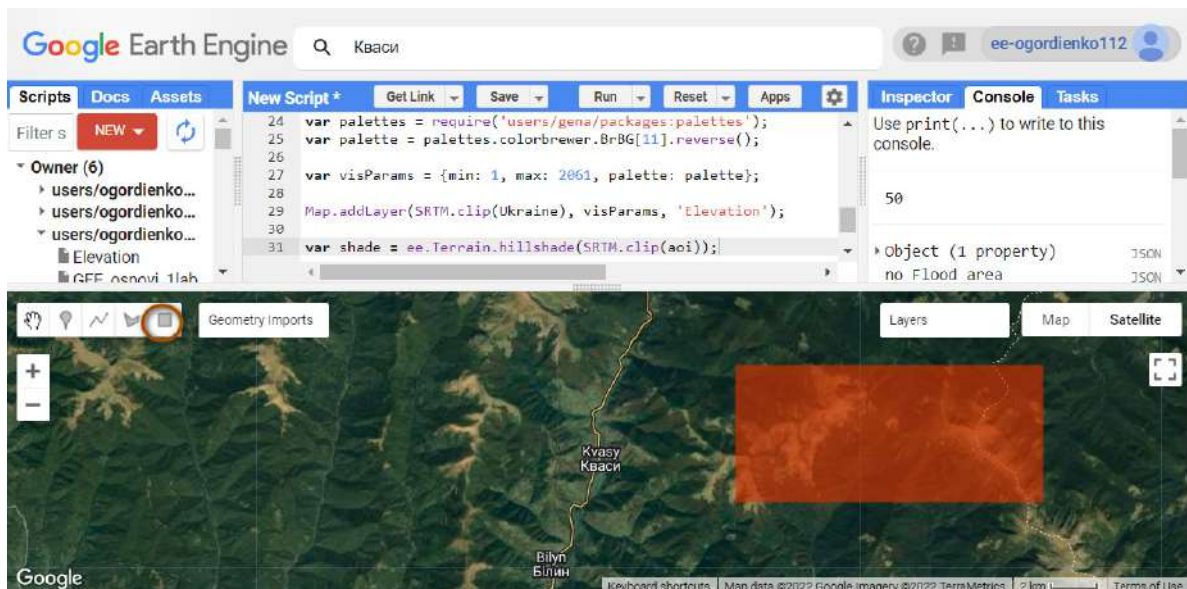 Google Earth Engine
Кваси
ee-ogordienko112
Scripts Docs Assets
New Script *
Get Link Save Run Reset Apps
Inspector Console Tasks
Filter s
NEW
Owner (6)
users/ogordienko...
users/ogordienko...
users/ogordienko...
Elevation
GEE_osnovi_1lab
24 var palettes = require('users/gena/packages:palettes');
25 var palette = palettes.colorbrewer.BrBG[11].reverse();
26
27 var visParams = {min: 1, max: 2061, palette: palette};
28
29 Map.addLayer(SRTM.clip(Ukraine), visParams, 'Elevation');
30
31 var shade = ee.Terrain.hillshade(SRTM.clip(aoi));
Use print(...) to write to this
console.
50
Object (1 property) JSON
no Flood area JSON
Geometry Imports
Layers
Map Satellite
+
−
Kvasy
Кваси
Bilyn
Білин
Google
Keyboard shortcuts Map data ©2022 Google Imagery ©2022 TerraMetrics 2 km Terms of Use